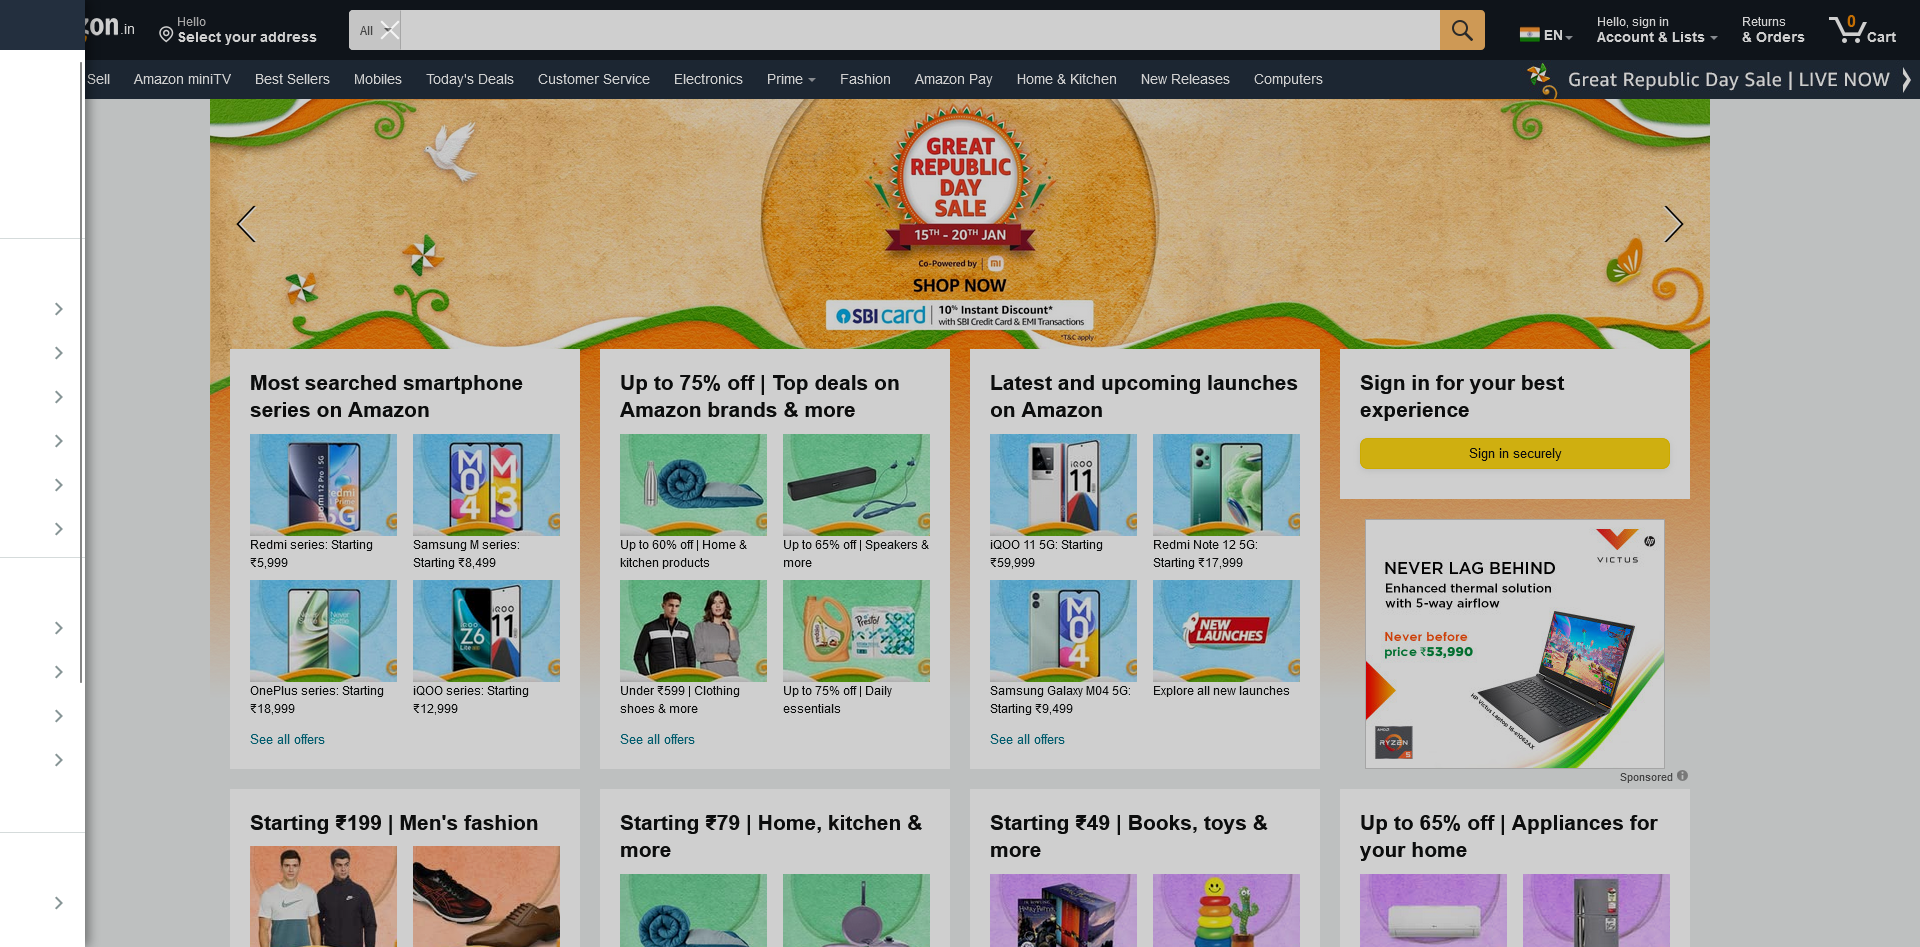 zon.in
Hello
Select your address
All
EN
Hello, sign in
Account & Lists
Returns
& Orders
0
Cart
Sell
Amazon miniTV
Best Sellers
Mobiles
Today's Deals
Customer Service
Electronics
Prime
Fashion
Amazon Pay
Home & Kitchen
New Releases
Computers
Great Republic Day Sale | LIVE NOW
GREAT
REPUBLIC
DAY
SALE
15TH - 20TH JAN
Co-Powered by | mi
SHOP NOW
SBI card | 10% Instant Discount*
with SBI Credit Card & EMI Transactions
*T&C apply
Most searched smartphone
series on Amazon
Redmi series: Starting
₹5,999
Samsung M series:
Starting ₹8,499
OnePlus series: Starting
₹18,999
iQOO series: Starting
₹12,999
See all offers
Up to 75% off | Top deals on
Amazon brands & more
Up to 60% off | Home &
kitchen products
Up to 65% off | Speakers &
more
Under ₹599 | Clothing
shoes & more
Up to 75% off | Daily
essentials
See all offers
Latest and upcoming launches
on Amazon
iQOO
11
iQOO 11 5G: Starting
₹59,999
Redmi Note 12 5G:
Starting ₹17,999
M
04
NEW
LAUNCHES
Samsung Galaxy M04 5G:
Starting ₹9,499
Explore all new launches
See all offers
Sign in for your best
experience
Sign in securely
VICTUS
hp
NEVER LAG BEHIND
Enhanced thermal solution
with 5-way airflow
Never before
price ₹53,990
HP Victus Laptop 16-e1062AX
AMD
RYZEN
5
Sponsored
Starting ₹199 | Men's fashion
Starting ₹79 | Home, kitchen &
more
Starting ₹49 | Books, toys &
more
Up to 65% off | Appliances for
your home